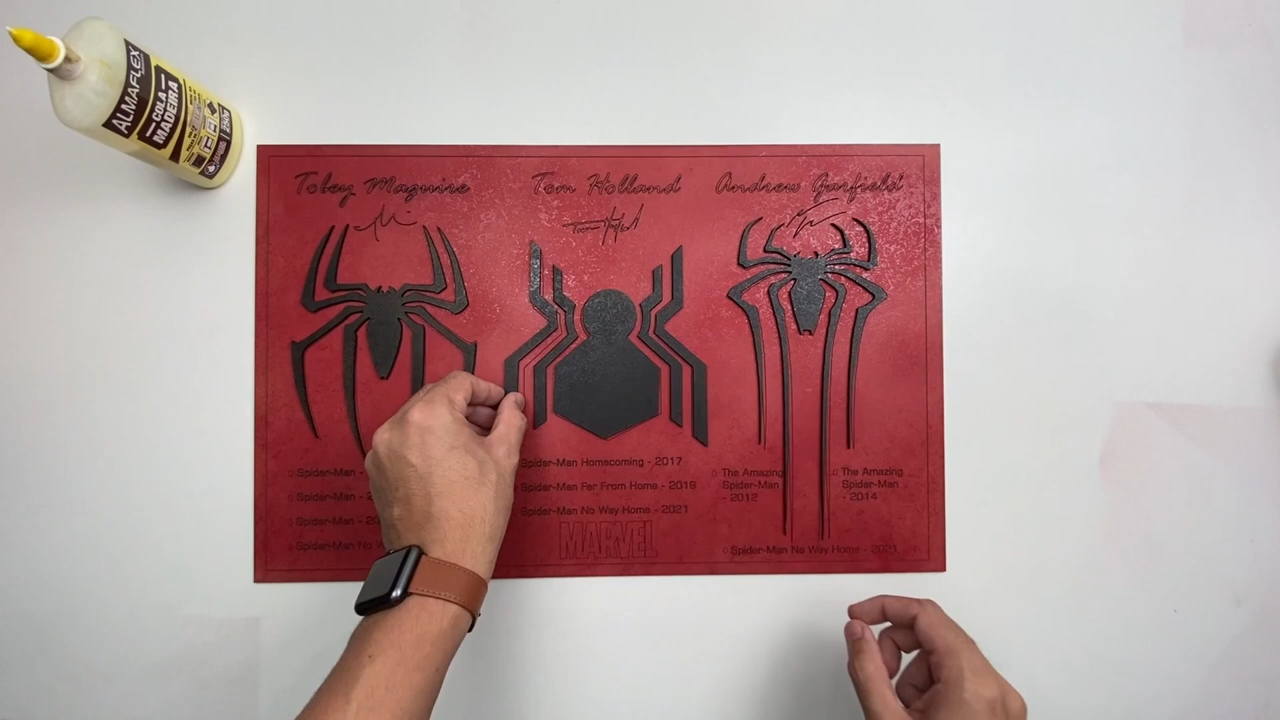 ALMAFLEX
COLA
MADEIRA
250g
Tobey Maguire
Tom Holland
Andrew Garfield
Spider-Man -
Spider-Man -
Spider-Man - 20
Spider-Man No W
Spider-Man Homecoming - 2017
Spider-Man Far From Home - 2019
Spider-Man No Way Home - 2021
MARVEL
The Amazing
Spider-Man
- 2012
The Amazing
Spider-Man
- 2014
Spider-Man No Way Home - 2021